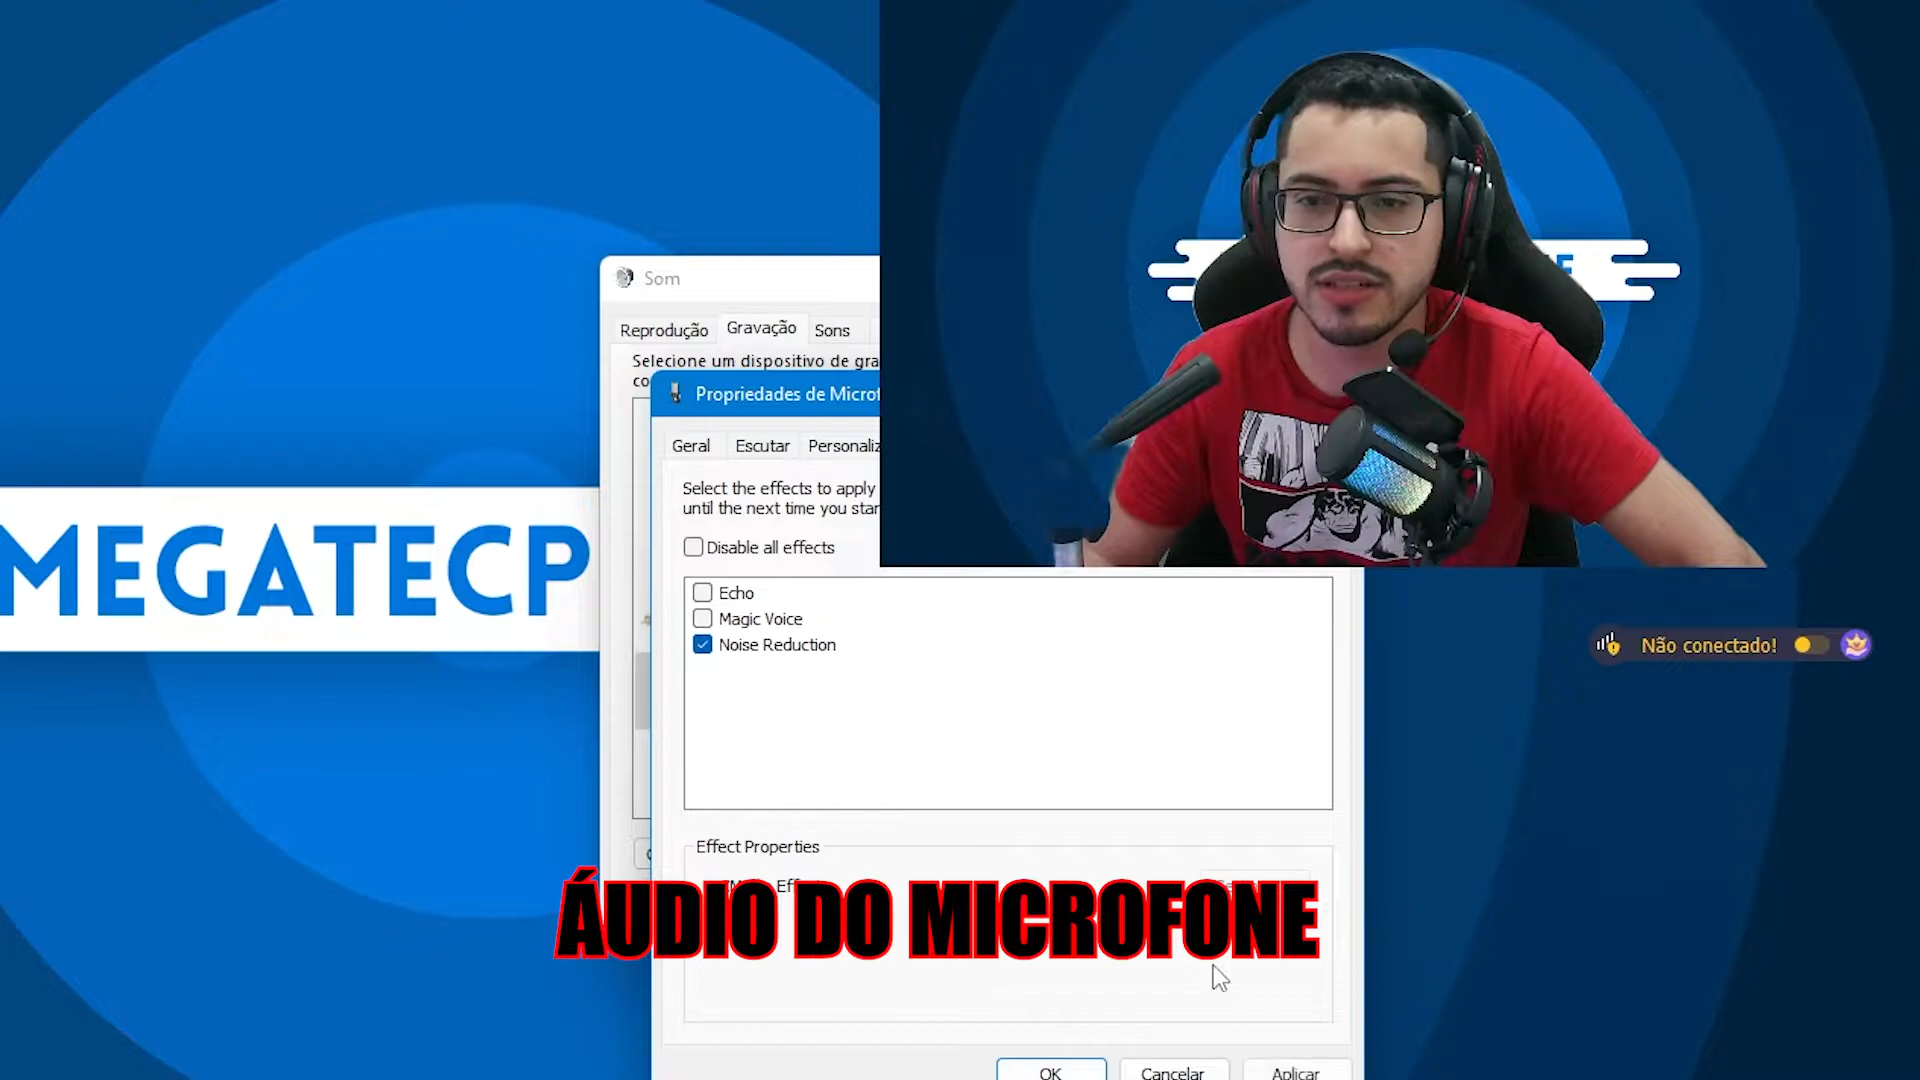 Som
Reprodução Gravação Sons
Selecione um dispositivo de gra
co
Propriedades de Microf
Geral Escutar Personaliz
Select the effects to apply
until the next time you star
Disable all effects
MEGATECP
Echo
Magic Voice
Noise Reduction
Não conectado!
Effect Properties
ÁUDIO DO MICROFONE
OK Cancelar Aplicar